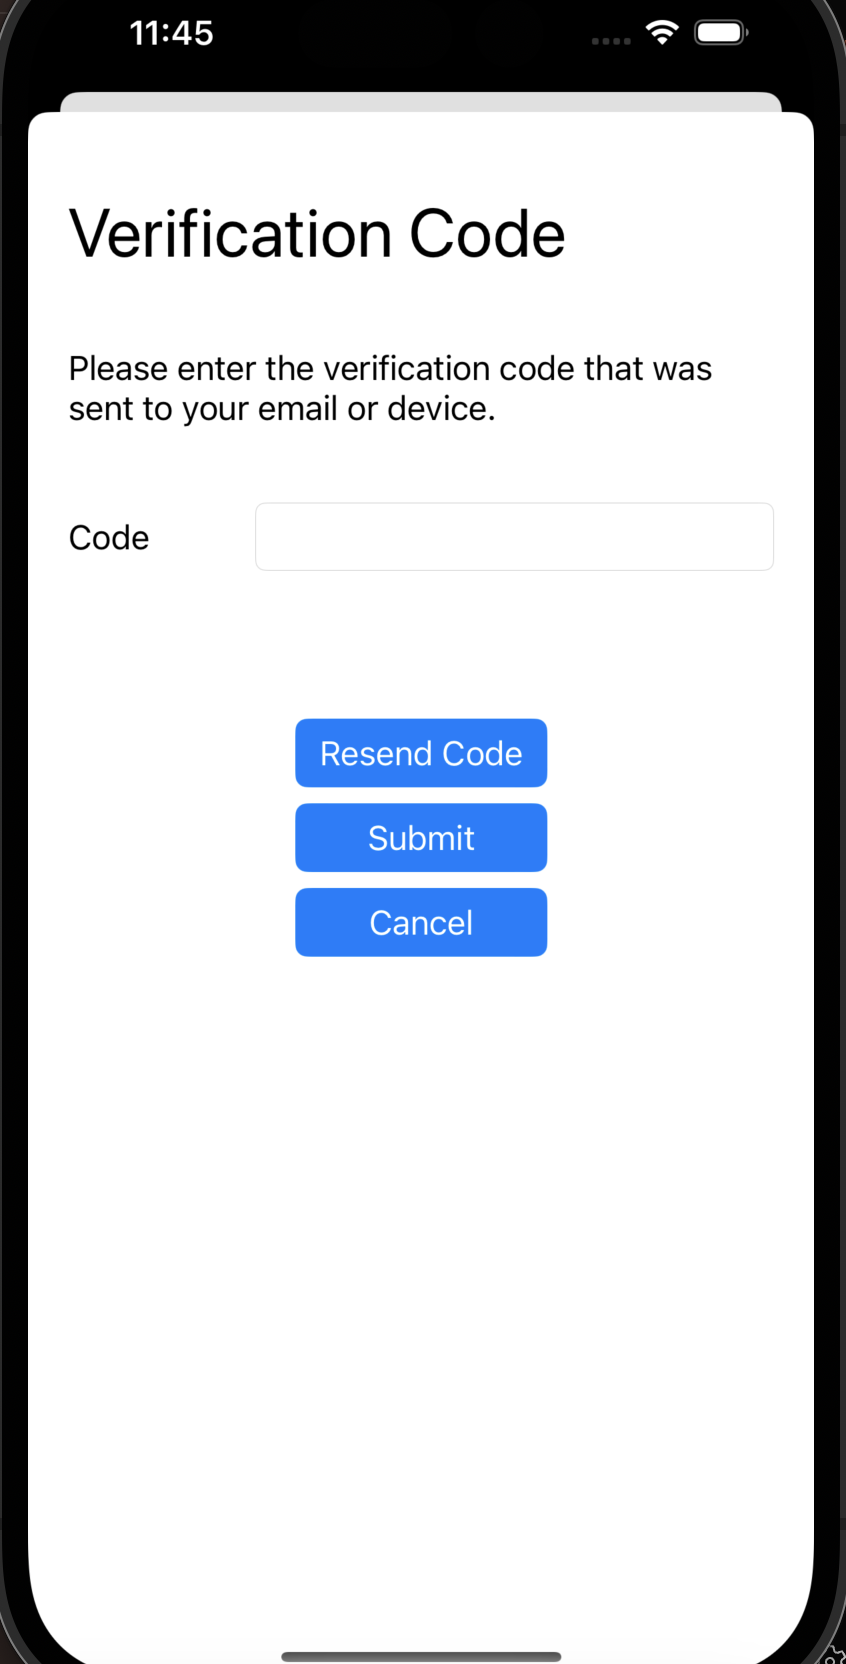 11:45
Verification Code
Please enter the verification code that was
sent to your email or device.
Code
Resend Code
Submit
Cancel